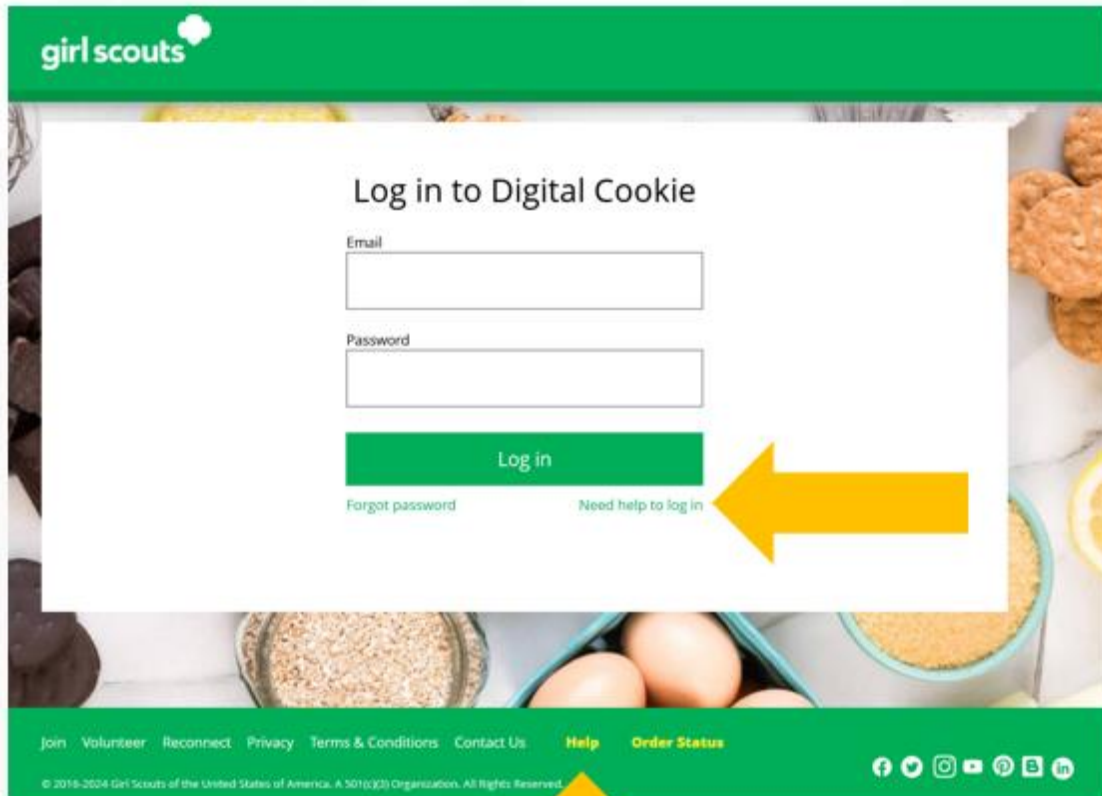 girl scouts
Log in to Digital Cookie
Email
Password
Log in
Forgot password Need help to log in
Join Volunteer Reconnect Privacy Terms & Conditions Contact Us Help Order Status
© 2016-2024 Girl Scouts of the United States of America. A 501(c)(3) Organization. All Rights Reserved.